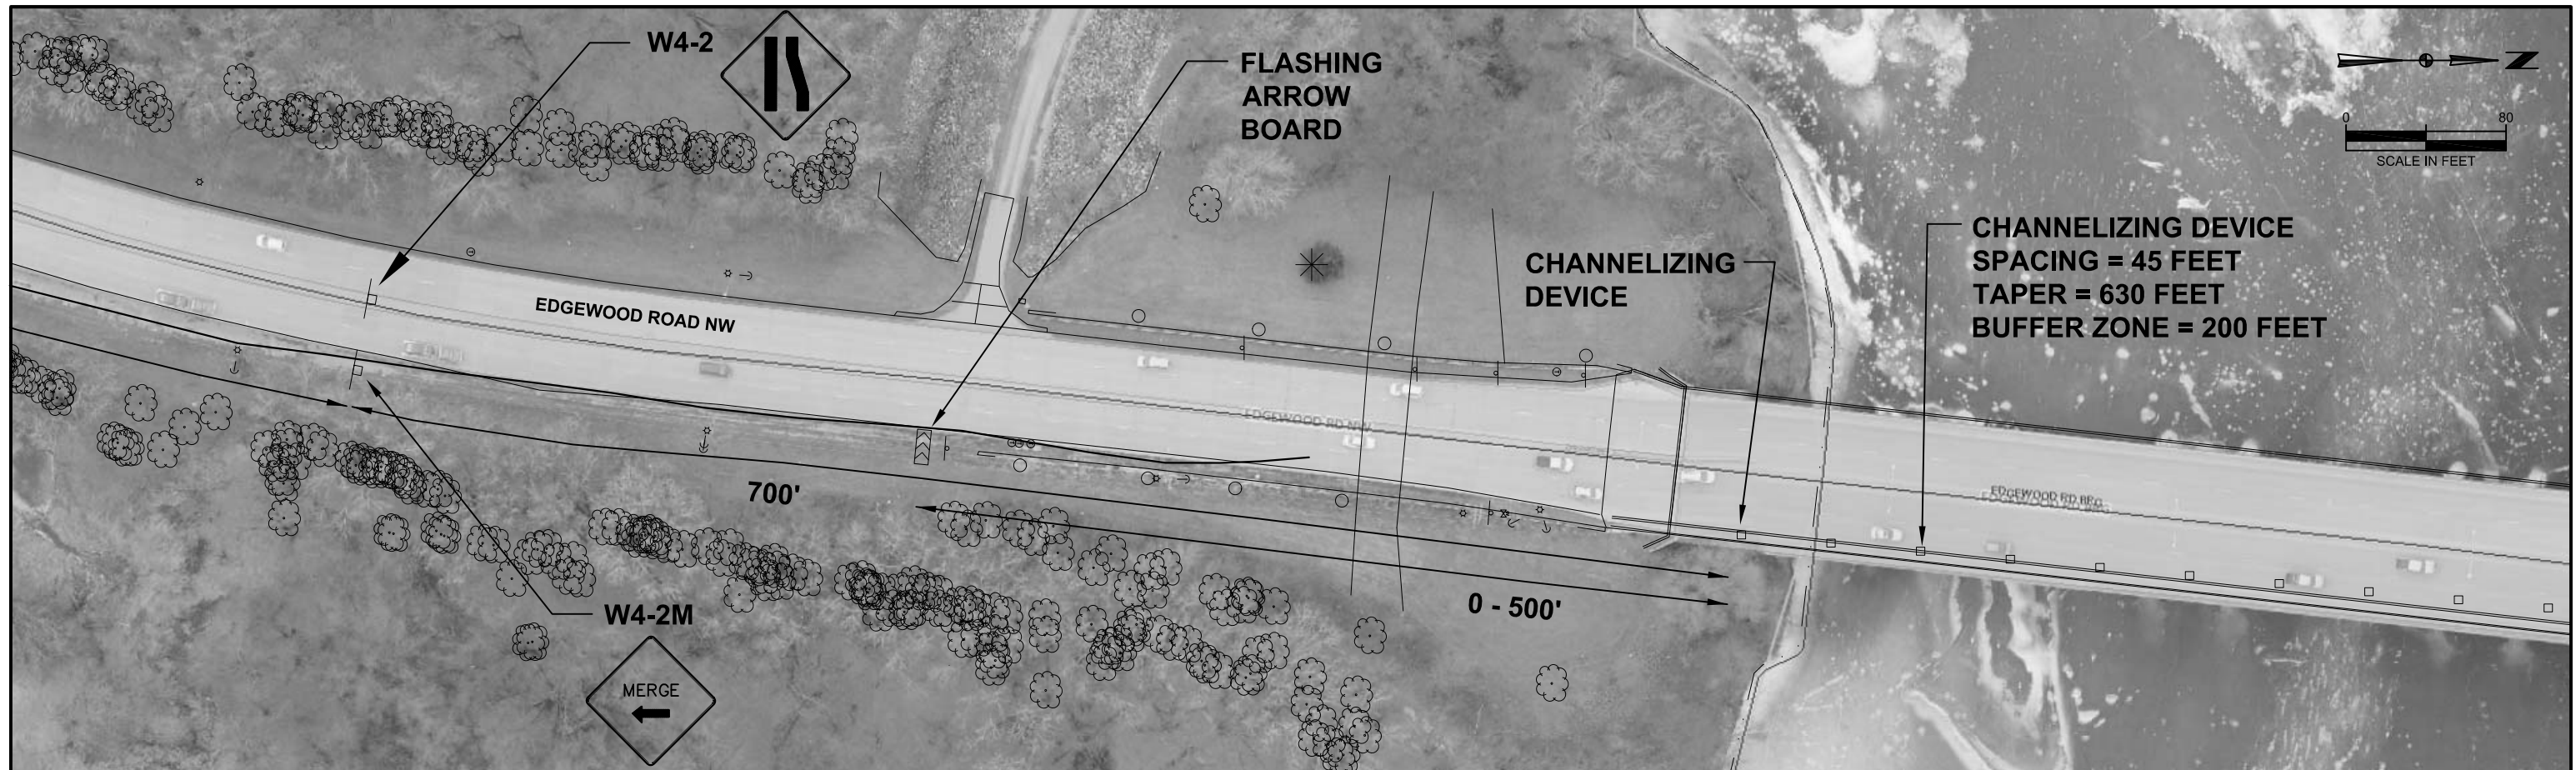 W4-2
FLASHING
ARROW
BOARD
0
80
SCALE IN FEET
CHANNELIZING DEVICE
SPACING = 45 FEET
TAPER = 630 FEET
BUFFER ZONE = 200 FEET
CHANNELIZING
DEVICE
EDGEWOOD ROAD NW
EDGEWOOD RD NW
EDGEWOOD RD BRG
700'
0 - 500'
W4-2M
MERGE